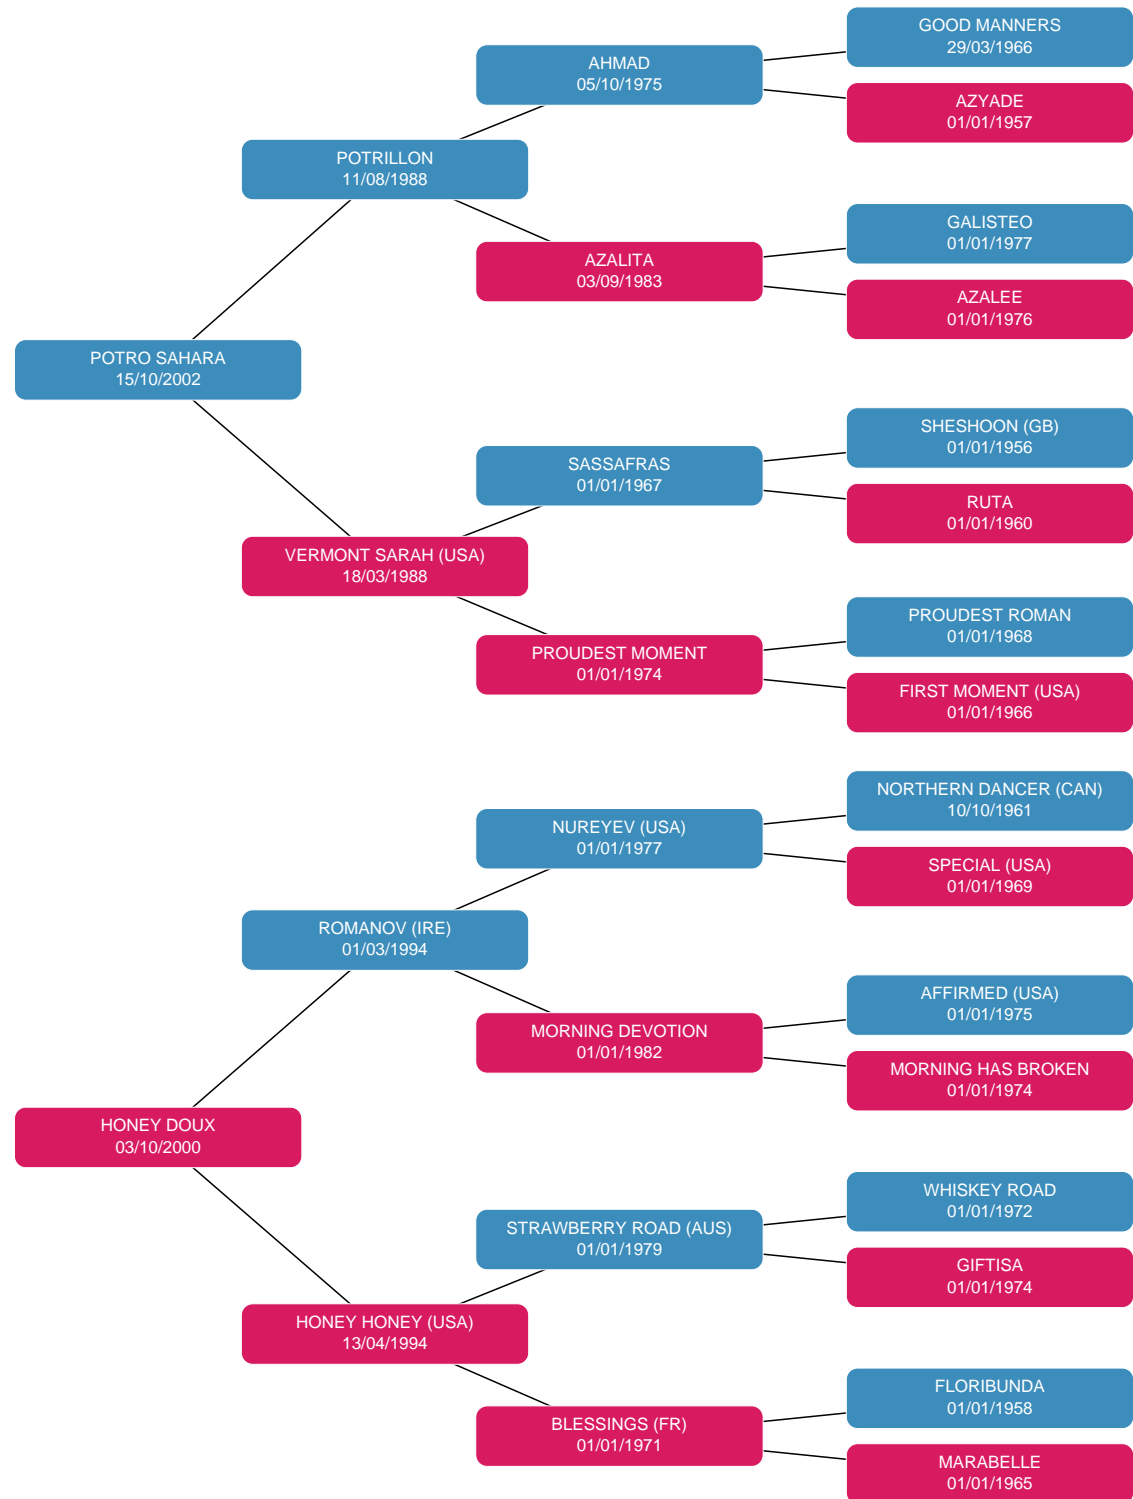 GOOD MANNERS
29/03/1966
AHMAD
05/10/1975
AZYADE
01/01/1957
POTRILLON
11/08/1988
GALISTEO
01/01/1977
AZALITA
03/09/1983
AZALEE
01/01/1976
POTRO SAHARA
15/10/2002
SHESHOON (GB)
01/01/1956
SASSAFRAS
01/01/1967
RUTA
01/01/1960
VERMONT SARAH (USA)
18/03/1988
PROUDEST ROMAN
01/01/1968
PROUDEST MOMENT
01/01/1974
FIRST MOMENT (USA)
01/01/1966
NORTHERN DANCER (CAN)
10/10/1961
NUREYEV (USA)
01/01/1977
SPECIAL (USA)
01/01/1969
ROMANOV (IRE)
01/03/1994
AFFIRMED (USA)
01/01/1975
MORNING DEVOTION
01/01/1982
MORNING HAS BROKEN
01/01/1974
HONEY DOUX
03/10/2000
WHISKEY ROAD
01/01/1972
STRAWBERRY ROAD (AUS)
01/01/1979
GIFTISA
01/01/1974
HONEY HONEY (USA)
13/04/1994
FLORIBUNDA
01/01/1958
BLESSINGS (FR)
01/01/1971
MARABELLE
01/01/1965